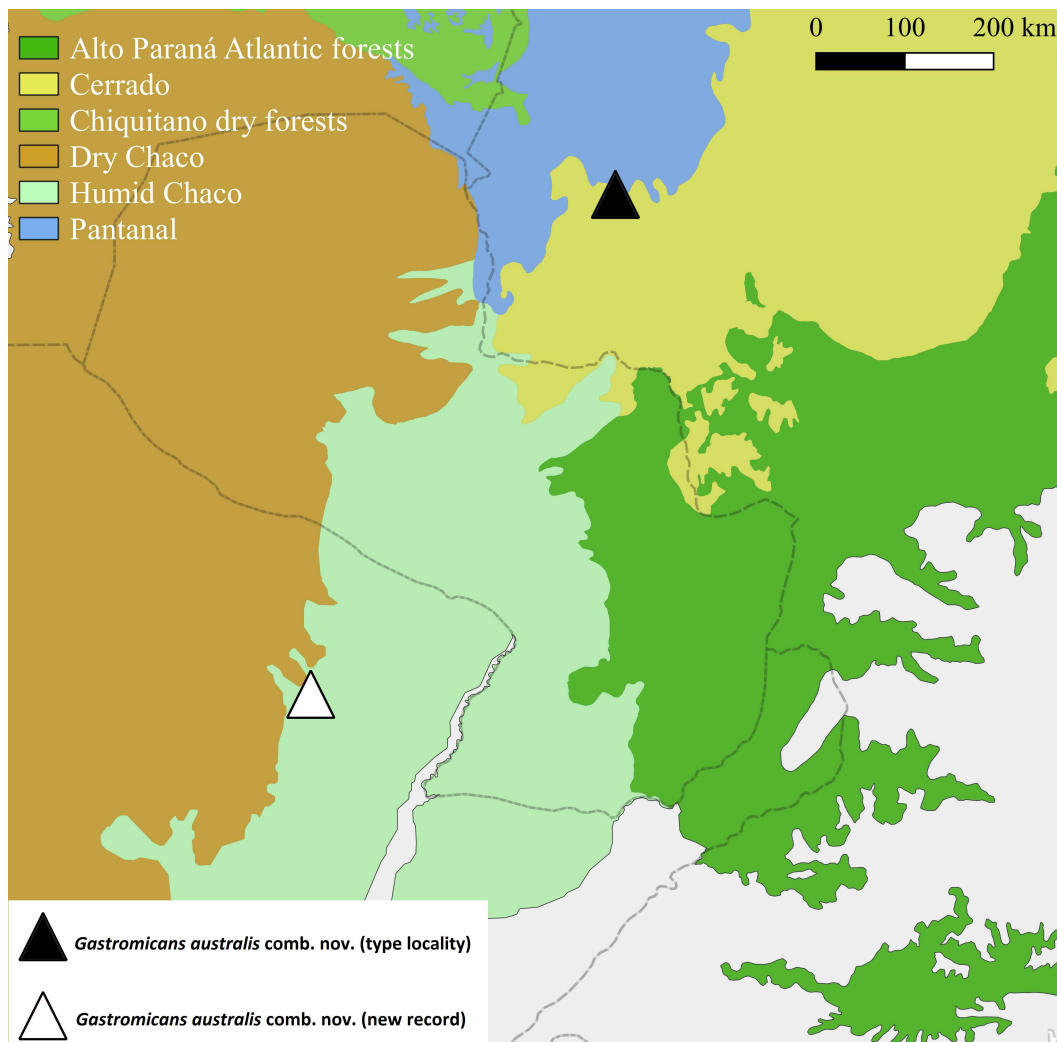 Alto Paraná Atlantic forests
Cerrado
Chiquitano dry forests
Dry Chaco
Humid Chaco
Pantanal
0 100 200 km
Gastromicans australis comb. nov. (type locality)
Gastromicans australis comb. nov. (new record)